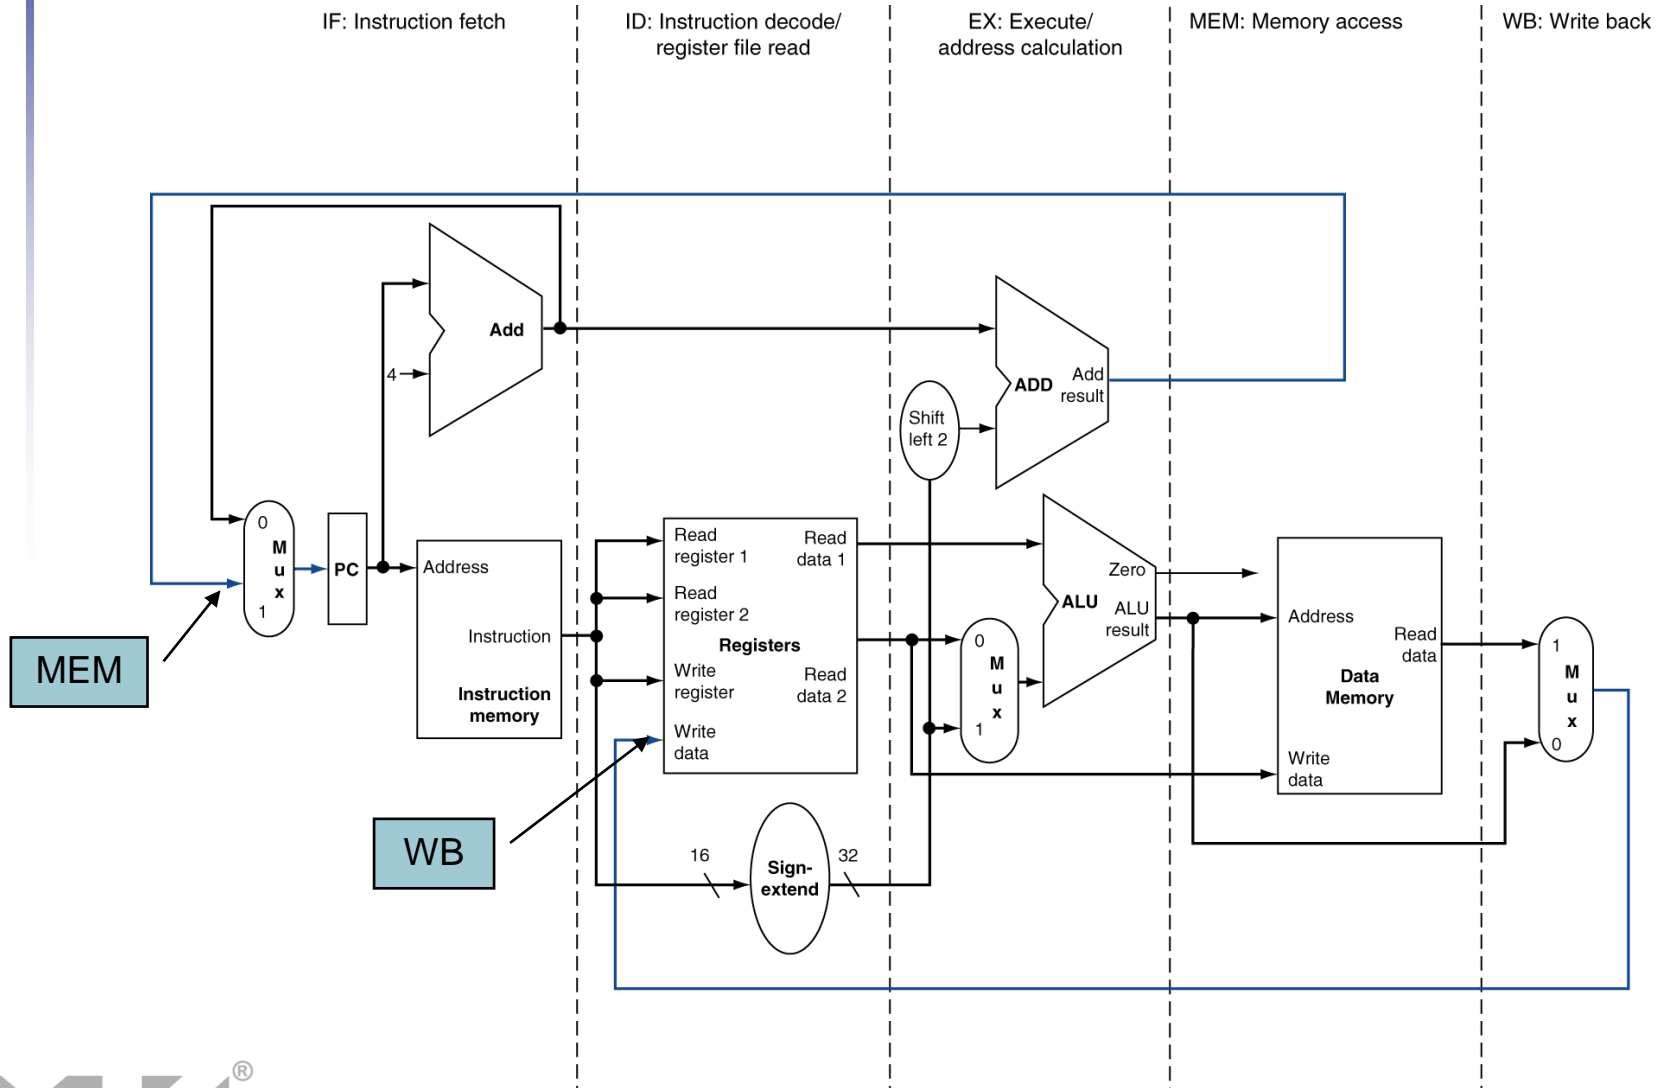 IF: Instruction fetch
ID: Instruction decode/
register file read
EX: Execute/
address calculation
MEM: Memory access
WB: Write back
Add
4
ADD
Add
result
Shift
left 2
0
M
u
x
1
PC
Address
Instruction
Instruction
memory
Read
register 1
Read
data 1
Read
register 2
Registers
Write
register
Read
data 2
Write
data
0
M
u
x
1
Zero
ALU
ALU
result
Address
Read
data
Data
Memory
Write
data
1
M
u
x
0
MEM
WB
16
Sign-
extend
32
®